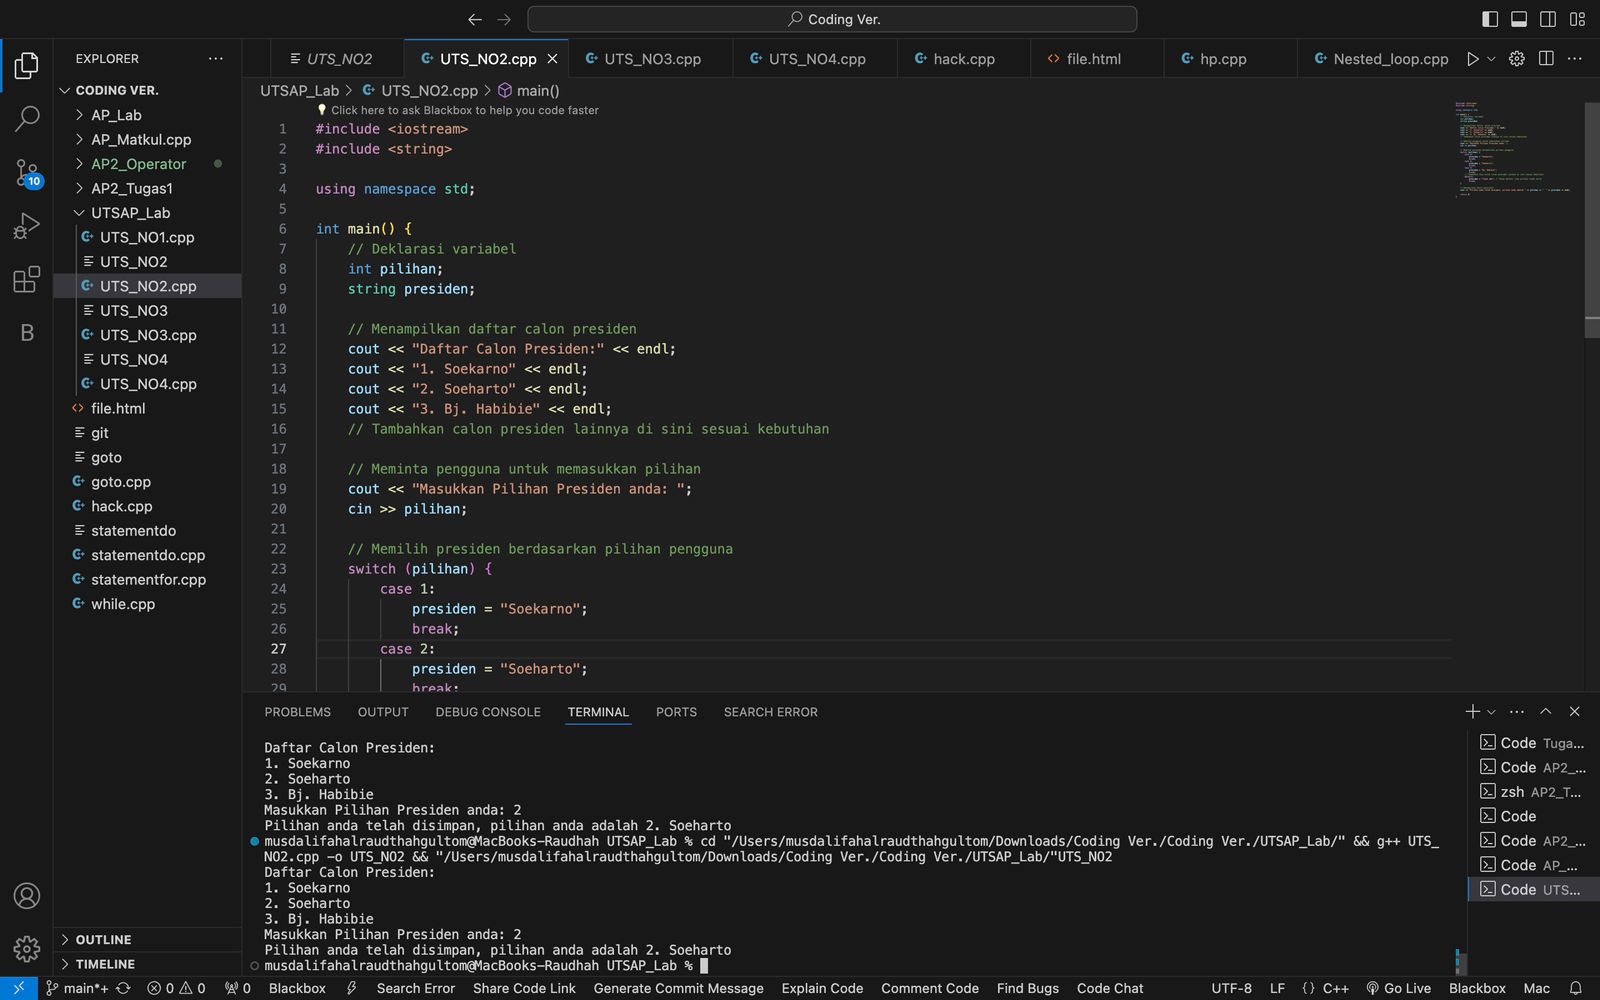 Coding Ver.
EXPLORER
CODING VER.
AP_Lab
AP_Matkul.cpp
AP2_Operator
AP2_Tugas1
UTSAP_Lab
UTS_NO1.cpp
UTS_NO2
UTS_NO2.cpp
UTS_NO3
UTS_NO3.cpp
UTS_NO4
UTS_NO4.cpp
file.html
git
goto
goto.cpp
hack.cpp
statementdo
statementdo.cpp
statementfor.cpp
while.cpp
OUTLINE
TIMELINE
10
B
UTS_NO2 UTS_NO2.cpp UTS_NO3.cpp UTS_NO4.cpp hack.cpp file.html hp.cpp Nested_loop.cpp
UTSAP_Lab > UTS_NO2.cpp > main()
Click here to ask Blackbox to help you code faster
1 #include <iostream>
2 #include <string>
3
4 using namespace std;
5
6 int main() {
7 // Deklarasi variabel
8 int pilihan;
9 string presiden;
10
11 // Menampilkan daftar calon presiden
12 cout << "Daftar Calon Presiden:" << endl;
13 cout << "1. Soekarno" << endl;
14 cout << "2. Soeharto" << endl;
15 cout << "3. Bj. Habibie" << endl;
16 // Tambahkan calon presiden lainnya di sini sesuai kebutuhan
17
18 // Meminta pengguna untuk memasukkan pilihan
19 cout << "Masukkan Pilihan Presiden anda: ";
20 cin >> pilihan;
21
22 // Memilih presiden berdasarkan pilihan pengguna
23 switch (pilihan) {
24 case 1:
25 presiden = "Soekarno";
26 break;
27 case 2:
28 presiden = "Soeharto";
29 break;
PROBLEMS OUTPUT DEBUG CONSOLE TERMINAL PORTS SEARCH ERROR
Daftar Calon Presiden:
1. Soekarno
2. Soeharto
3. Bj. Habibie
Masukkan Pilihan Presiden anda: 2
Pilihan anda telah disimpan, pilihan anda adalah 2. Soeharto
musdalifahalraudthahgultom@MacBooks-Raudhah UTSAP_Lab % cd "/Users/musdalifahalraudthahgultom/Downloads/Coding Ver./Coding Ver./UTSAP_Lab/" && g++ UTS_
NO2.cpp -o UTS_NO2 && "/Users/musdalifahalraudthahgultom/Downloads/Coding Ver./Coding Ver./UTSAP_Lab/"UTS_NO2
Daftar Calon Presiden:
1. Soekarno
2. Soeharto
3. Bj. Habibie
Masukkan Pilihan Presiden anda: 2
Pilihan anda telah disimpan, pilihan anda adalah 2. Soeharto
musdalifahalraudthahgultom@MacBooks-Raudhah UTSAP_Lab %
Code Tuga...
Code AP2_...
zsh AP2_T...
Code
Code AP2_...
Code AP_...
Code UTS...
main*+ 0 0 0 Blackbox Search Error Share Code Link Generate Commit Message Explain Code Comment Code Find Bugs Code Chat UTF-8 LF {} C++ Go Live Blackbox Mac